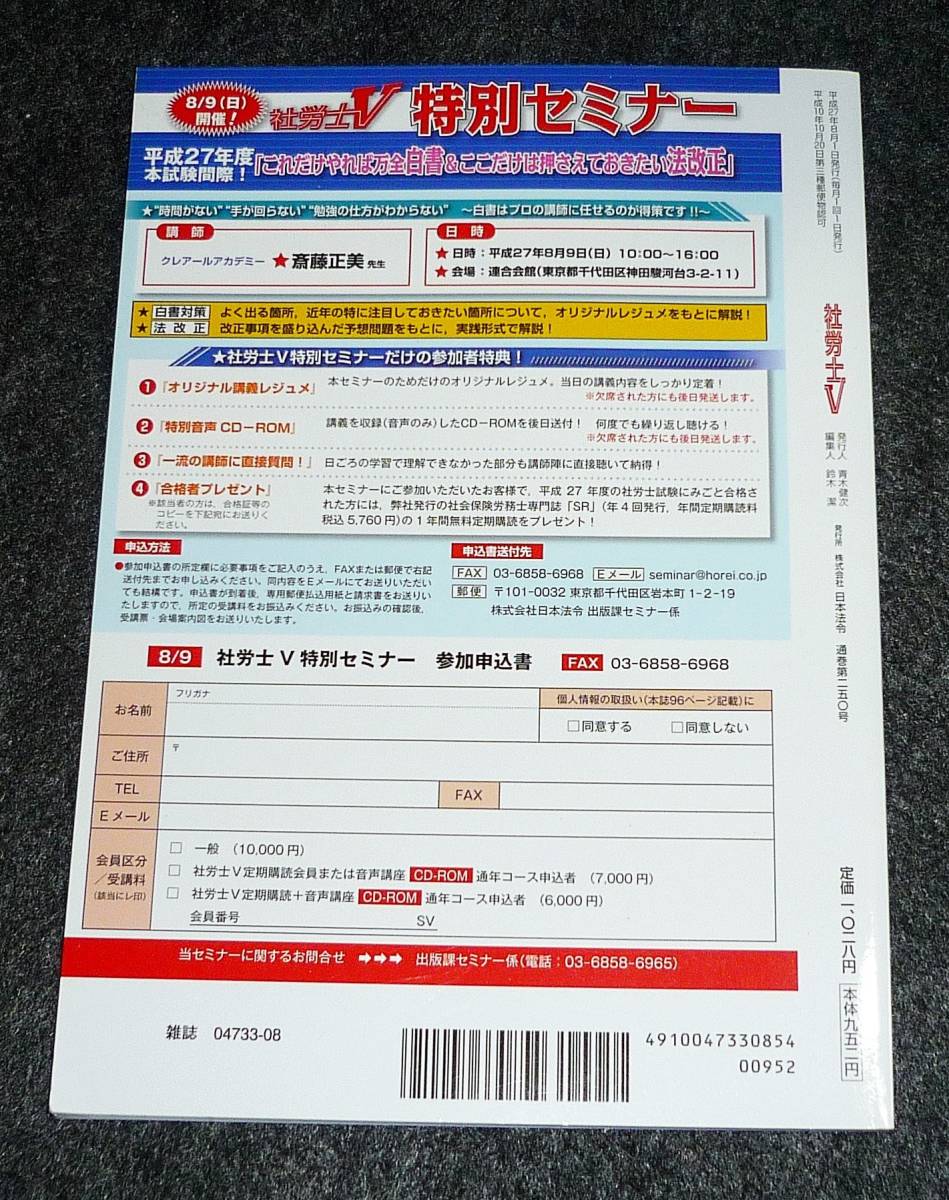 8/9(日)
開催！
社労士V 特別セミナー
平成27年度
本試験間際！
「これだけやれば万全白書&ここだけは押さえておきたい法改正」
★"時間がない" "手が回らない" "勉強の仕方がわからない" ～白書はプロの講師に任せるのが得策です!!～
講師
クレアールアカデミー ★斎藤正美 先生
日時
★日時：平成27年8月9日(日) 10:00～16:00
★会場：連合会館(東京都千代田区神田駿河台3-2-11)
★白書対策 よく出る箇所，近年の特に注目しておきたい箇所について，オリジナルレジュメをもとに解説！
★法改正 改正事項を盛り込んだ予想問題をもとに，実践形式で解説！
★社労士V特別セミナーだけの参加者特典！
❶『オリジナル講義レジュメ』 本セミナーのためだけのオリジナルレジュメ。当日の講義内容をしっかり定着！
※欠席された方にも後日発送します。
❷『特別音声CD-ROM』 講義を収録(音声のみ)したCD-ROMを後日送付！ 何度でも繰り返し聴ける！
※欠席された方にも後日発送します。
❸『一流の講師に直接質問！』 日ごろの学習で理解できなかった部分も講師陣に直接聴いて納得！
❹『合格者プレゼント』
※該当者の方は，合格証等の
コピーを下記宛にお送りく
ださい。
本セミナーにご参加いただいたお客様で，平成27年度の社労士試験にみごと合格さ
れた方には，弊社発行の社会保険労務士専門誌「SR」(年4回発行，年間定期購読料
税込5,760円)の1年間無料定期購読をプレゼント！
申込方法
●参加申込書の所定欄に必要事項をご記入のうえ，FAXまたは郵便で右記
送付先までお申し込みください。同内容をEメールにてお送りいただい
ても結構です。申込書が到着後，専用郵便払込用紙と請求書をお送りい
たしますので，所定の受講料をお振込みください。お振込みの確認後，
受講票・会場案内図をお送りいたします。
申込書送付先
FAX 03-6858-6968 Eメール seminar@horei.co.jp
郵便 〒101-0032 東京都千代田区岩本町1-2-19
株式会社日本法令 出版課セミナー係
8/9 社労士V特別セミナー 参加申込書 FAX 03-6858-6968
お名前
フリガナ
個人情報の取扱い(本誌96ページ記載)に
□同意する □同意しない
ご住所
〒
TEL
FAX
Eメール
会員区分
／受講料
(該当にレ印)
□ 一般 (10,000円)
□ 社労士V定期購読会員または音声講座 CD-ROM 通年コース申込者 (7,000円)
□ 社労士V定期購読＋音声講座 CD-ROM 通年コース申込者 (6,000円)
会員番号 SV
当セミナーに関するお問合せ ➡➡➡ 出版課セミナー係(電話：03-6858-6965)
雑誌 04733-08
4910047330854
00952
平成27年8月1日発行(毎月1回1日発行)
平成10年10月20日第三種郵便物認可
社労士V
発行人 青木健次
編集人 鈴木 潔
発行所 株式会社 日本法令 通巻第二五〇号
定価一、〇二八円
本体九五二円